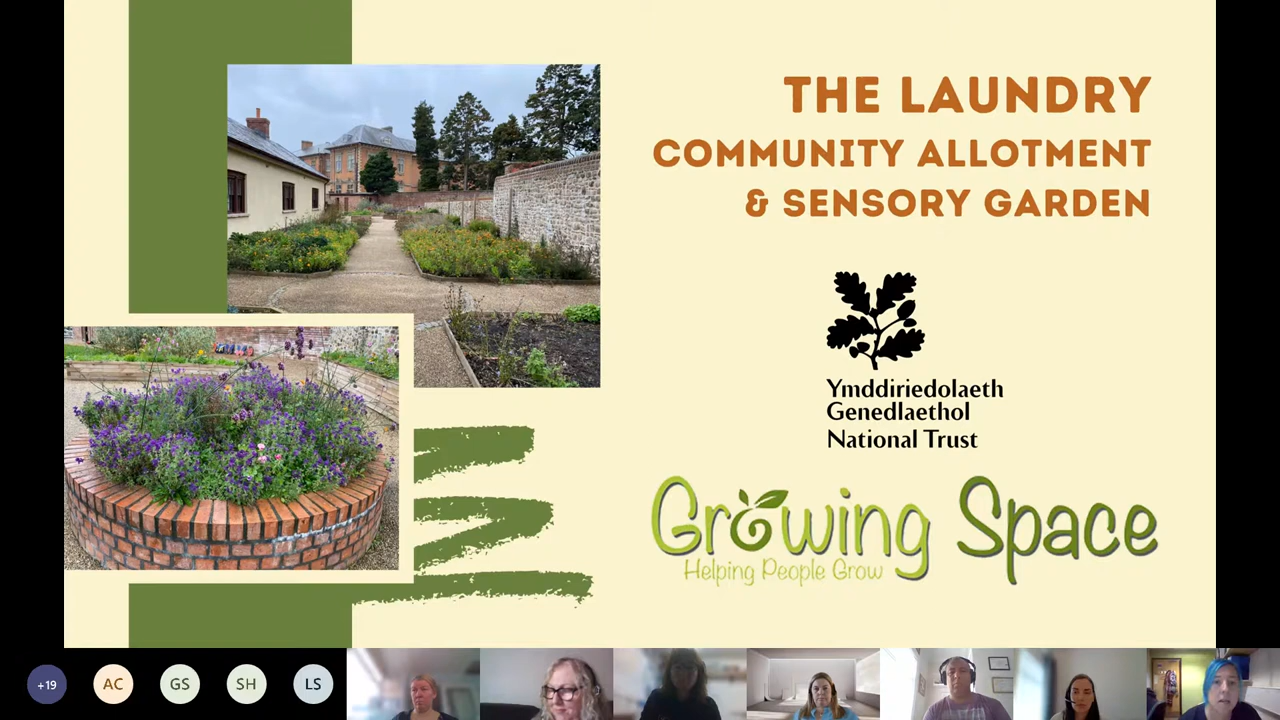 THE LAUNDRY
COMMUNITY ALLOTMENT
& SENSORY GARDEN
Ymddiriedolaeth
Genedlaethol
National Trust
Growing Space
Helping People Grow
+19
AC
GS
SH
LS